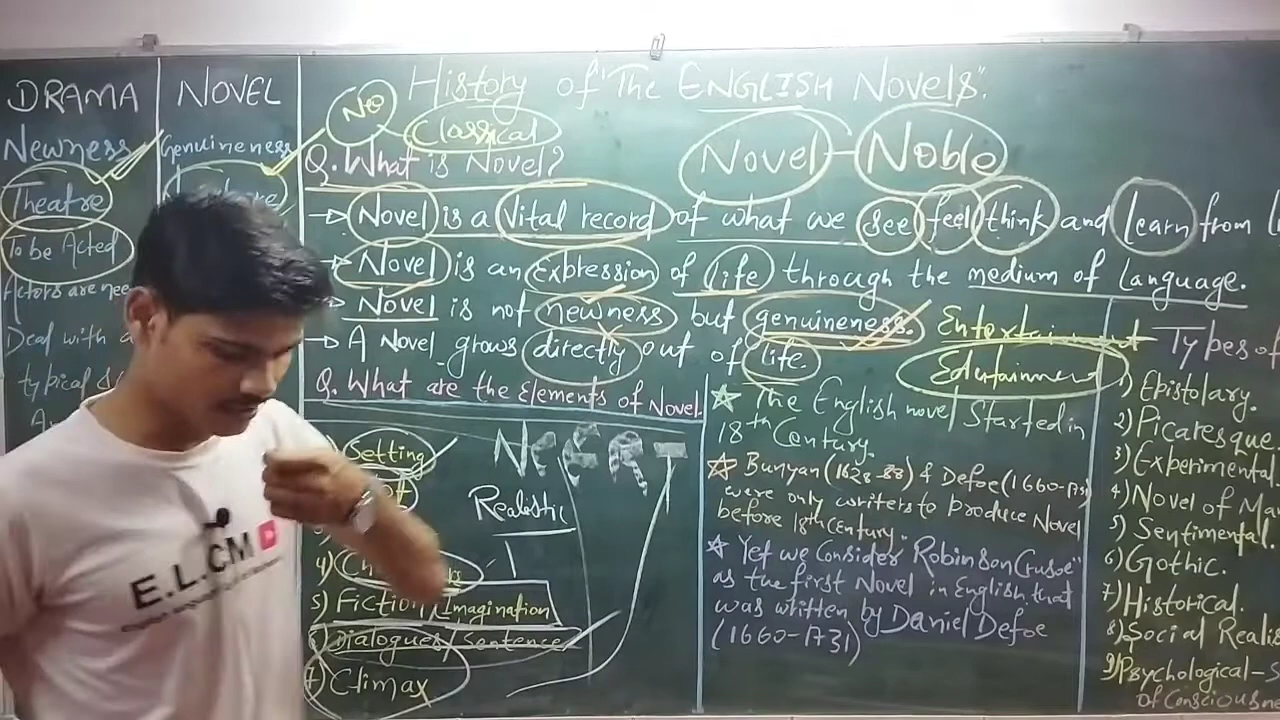 DRAMA
Newness
Theatre
To be Acted
Actors are nee
Deal with a
typical
NOVEL
Genuineness
History of "The ENGLISH Novels".
Neo
Classical
Novel - Noble
Q. What is Novel?
→ Novel is a Vital record of what we see feel think and learn from
→ Novel is an Expression of life through the medium of language.
→ Novel is not newness but genuineness.
→ A Novel grows directly out of life.
Entertainment
Edutainment
Q. What are the Elements of Novel.
Setting
4)
5) Fiction / Imagination
6) Dialogues / Sentence
7) Climax
Realistic
☆ The English novel Started in
18th Century.
☆ Bunyan (1628-88) & Defoe (1660-1731)
were only writers to produce Novel
before 18th Century.
☆ Yet we Consider Robinson Crusoe"
as the first Novel in English that
was written by Daniel Defoe
(1660-1731)
Types of
1) Epistolary.
2) Picaresque.
3) Experimental.
4) Novel of Ma
5) Sentimental.
6) Gothic.
7) Historical.
8) Social Realis
9) Psychological - S
of Consciousne
E.L.CM